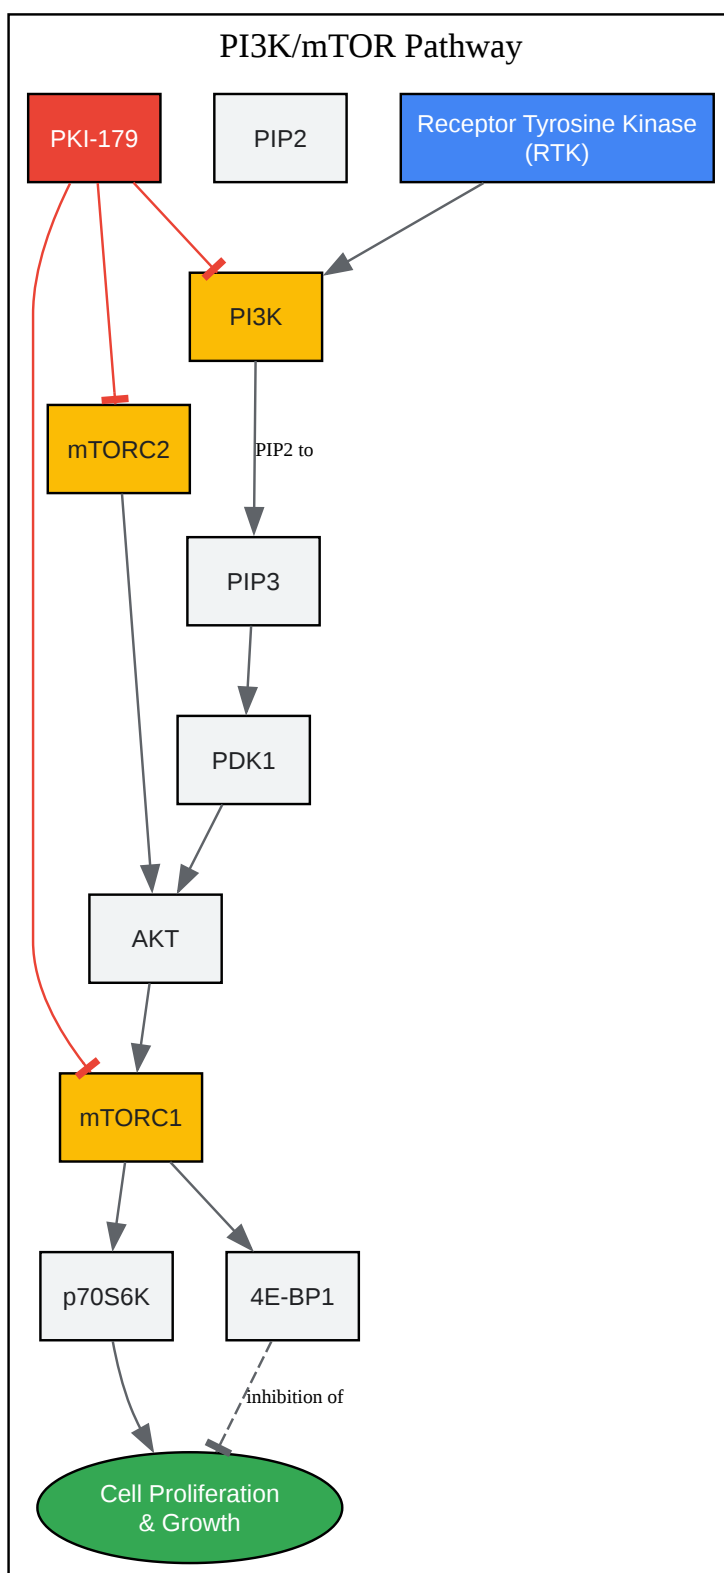 PI3K/mTOR Pathway
PKI-179
PIP2
Receptor Tyrosine Kinase
(RTK)
PI3K
mTORC2
PIP2 to
PIP3
PDK1
AKT
mTORC1
p70S6K
4E-BP1
inhibition of
Cell Proliferation
& Growth